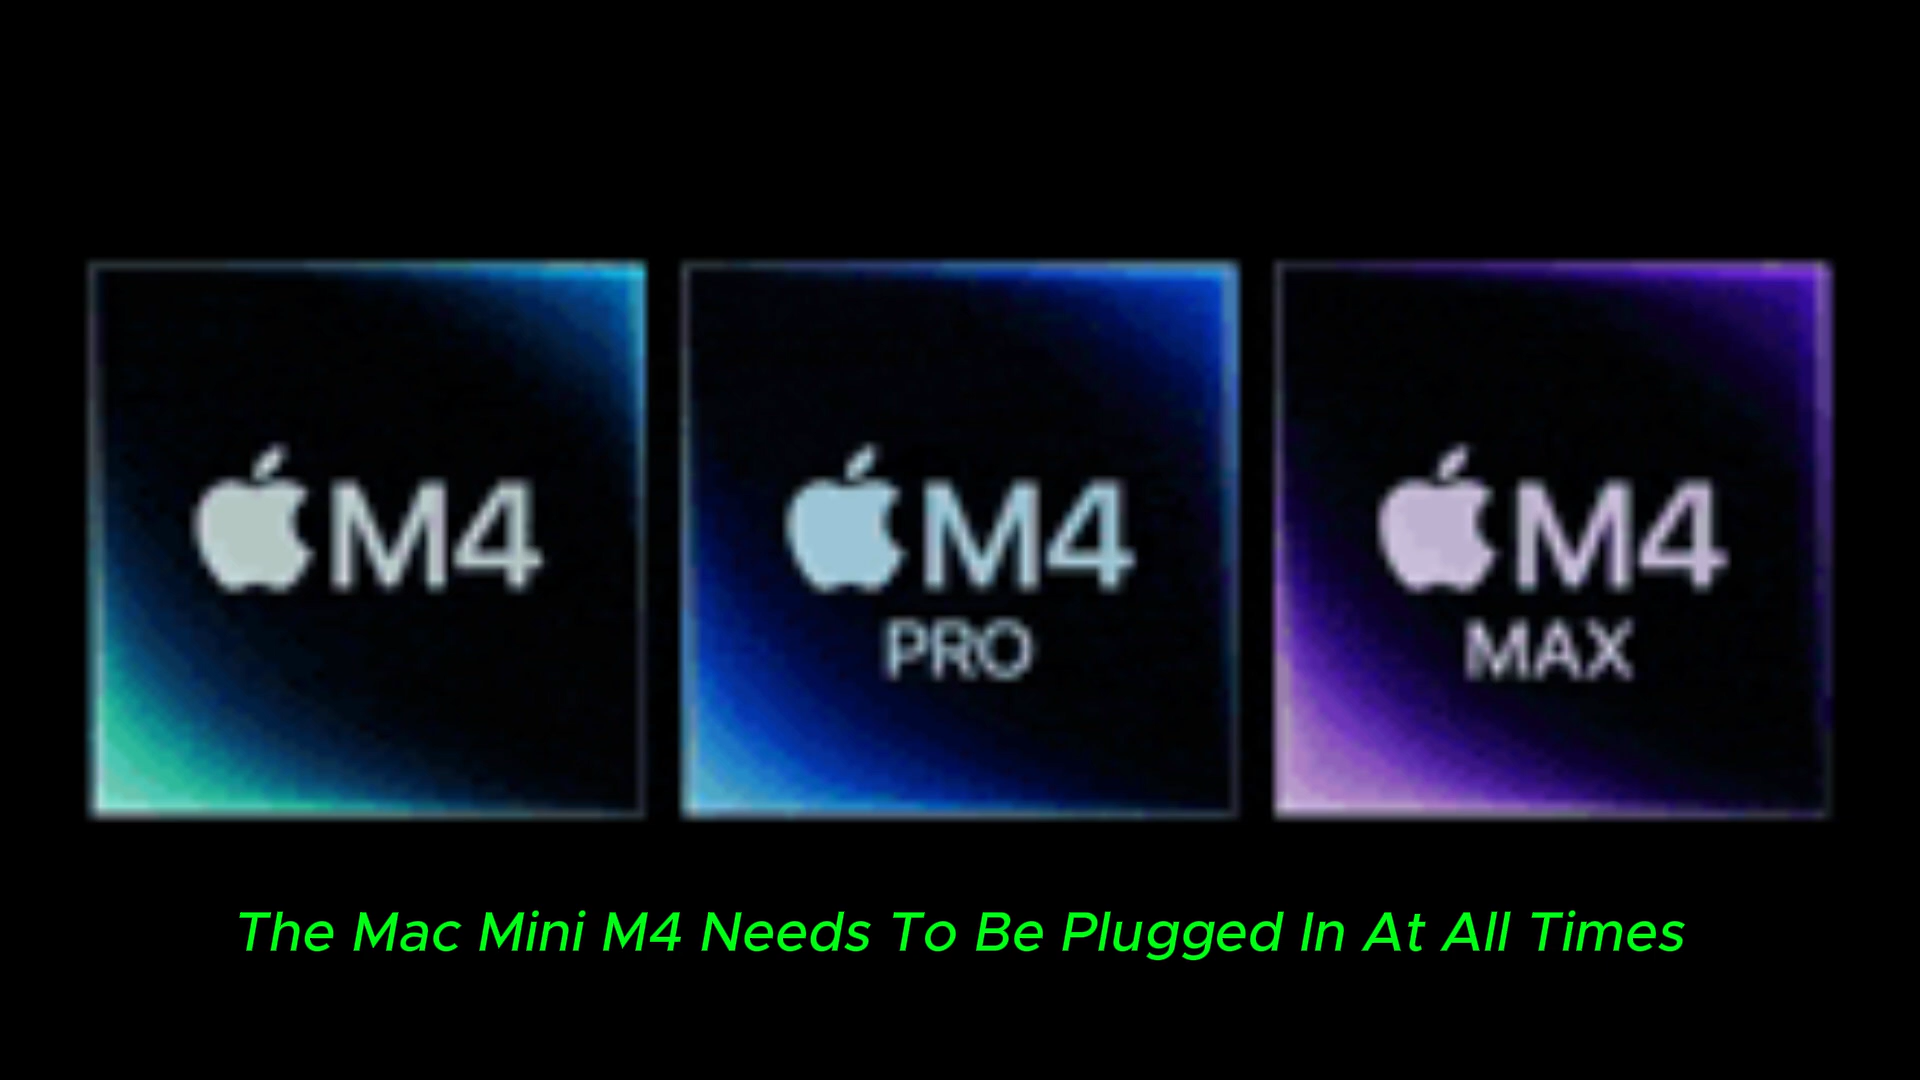 M4
M4
PRO
M4
MAX
The Mac Mini M4 Needs To Be Plugged In At All Times